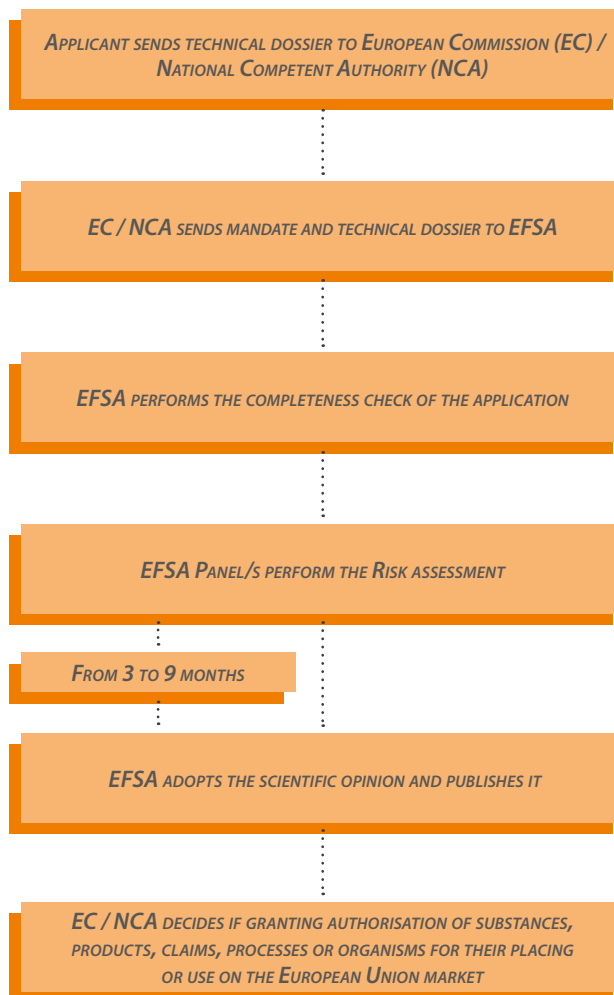 Applicant sends technical dossier to European Commission (EC) /
National Competent Authority (NCA)
EC / NCA sends mandate and technical dossier to EFSA
EFSA performs the completeness check of the application
EFSA Panel/s perform the Risk assessment
From 3 to 9 months
EFSA adopts the scientific opinion and publishes it
EC / NCA decides if granting authorisation of substances,
products, claims, processes or organisms for their placing
or use on the European Union market